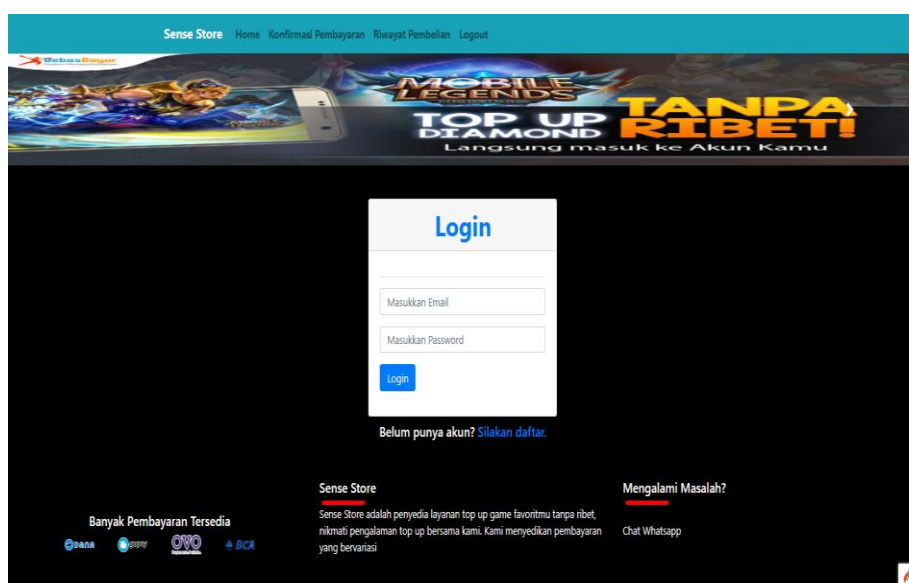 Sense Store Home Konfirmasi Pembayaran Riwayat Pembelian Logout
BebasBayar
MOBILE
LEGENDS
TOP UP
DIAMOND
TANPA
RIBET!
Langsung masuk ke Akun Kamu
Login
Masukkan Email
Masukkan Password
Login
Belum punya akun? Silakan daftar.
Banyak Pembayaran Tersedia
DANA gopay OVO BCA
Sense Store
Sense Store adalah penyedia layanan top up game favoritmu tanpa ribet,
nikmati pengalaman top up bersama kami. Kami menyedikan pembayaran
yang bervariasi
Mengalami Masalah?
Chat Whatsapp